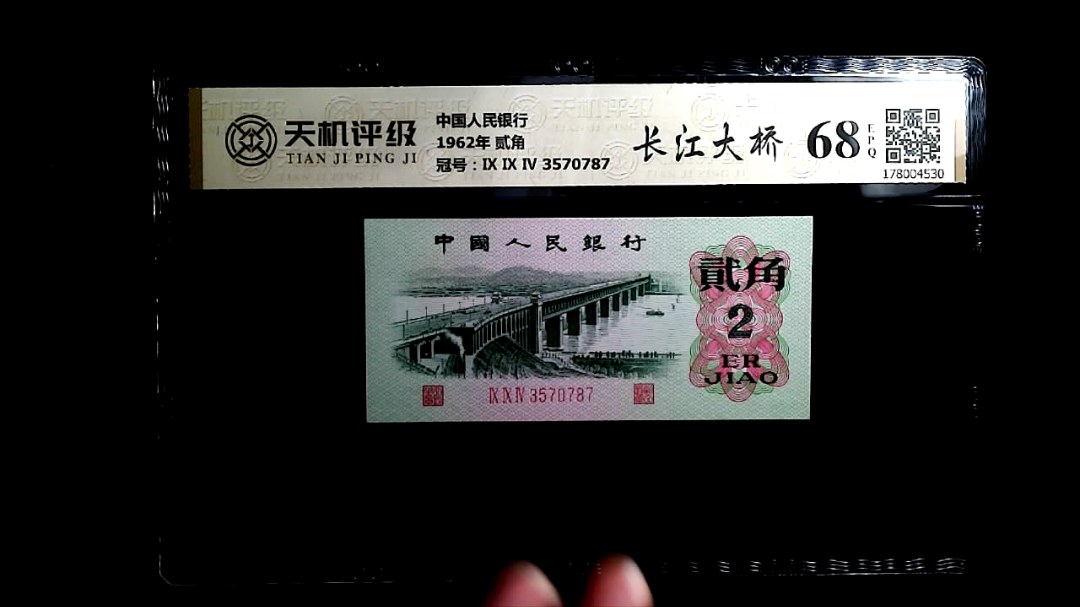 天机评级
TIAN JI PING JI
中国人民银行
1962年 贰角
冠号：IX IX IV 3570787
长江大桥
68
EPQ
178004530
中國人民銀行
貳角
2
ER
JIAO
IX IX IV 3570787